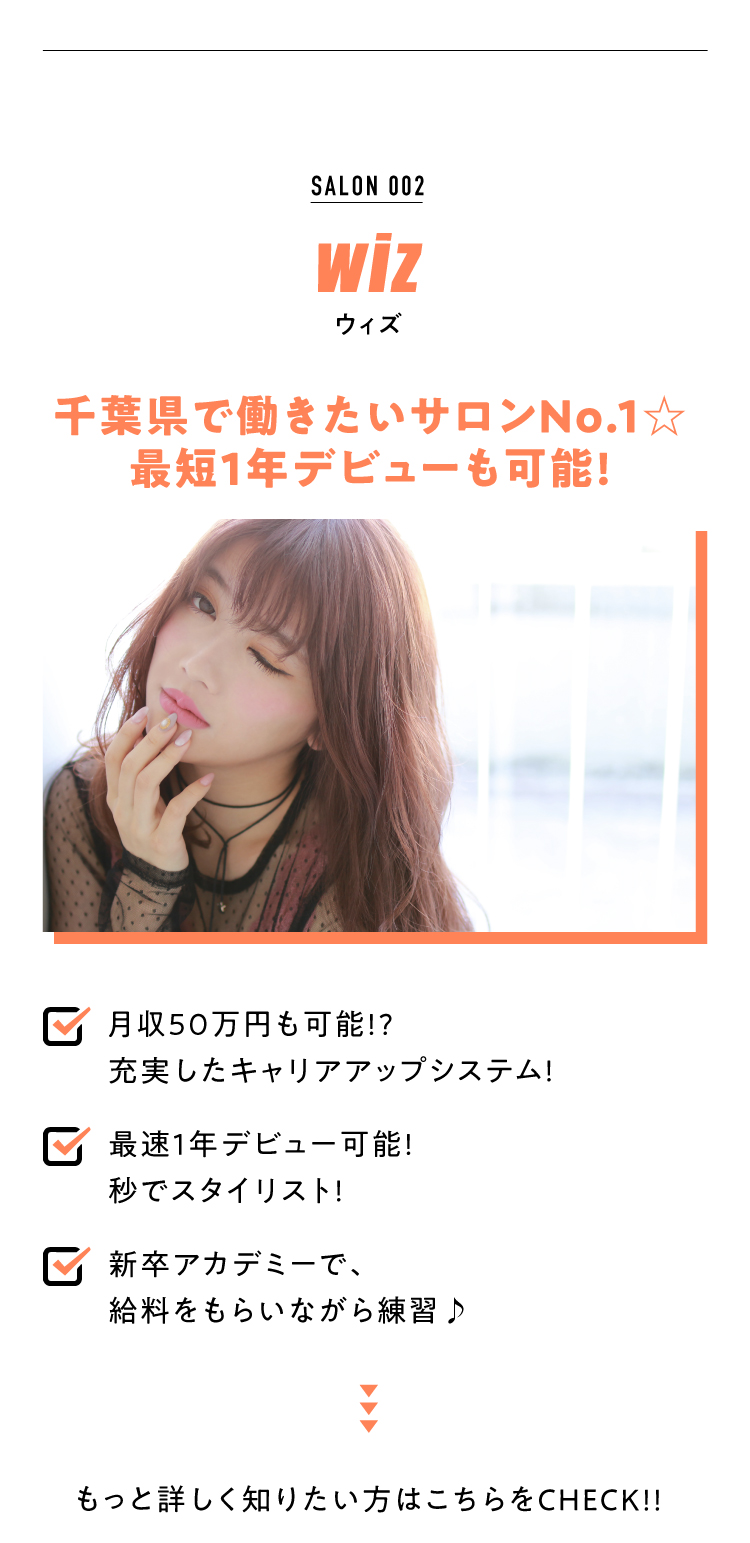 SALON 002
wiz
ウィズ
千葉県で働きたいサロンNo.1☆
最短1年デビューも可能!
月収50万円も可能!?
充実したキャリアアップシステム!
最速1年デビュー可能!
秒でスタイリスト!
新卒アカデミーで、
給料をもらいながら練習♪
もっと詳しく知りたい方はこちらをCHECK!!